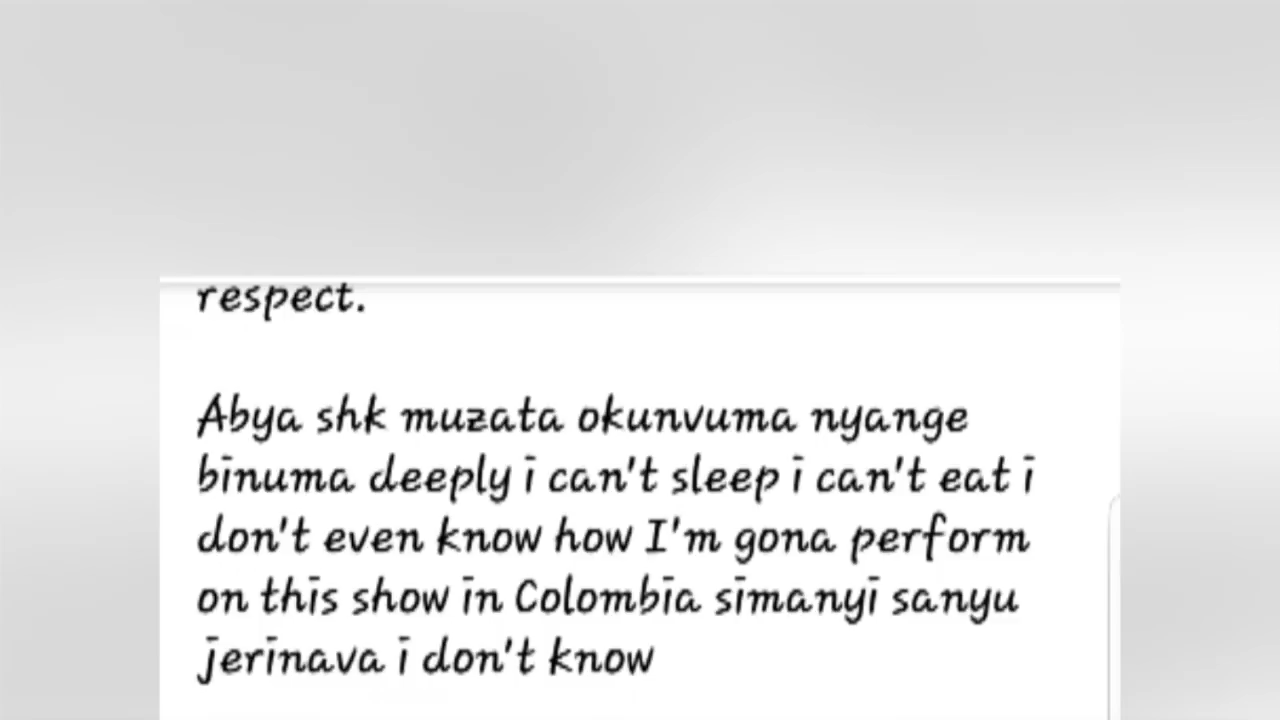 respect.
Abya shk muzata okunvuma nyange
binuma deeply i can't sleep i can't eat i
don't even know how I'm gona perform
on this show in Colombia simanyi sanyu
jerinava i don't know